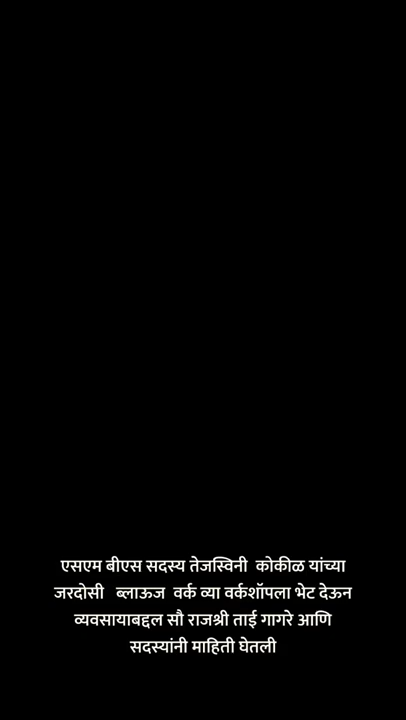 एसएम बीएस सदस्य तेजस्विनी  कोकीळ यांच्या
जरदोसी   ब्लाऊज  वर्क व्या वर्कशॉपला भेट देऊन
व्यवसायाबद्दल सौ राजश्री ताई गागरे आणि
सदस्यांनी माहिती घेतली